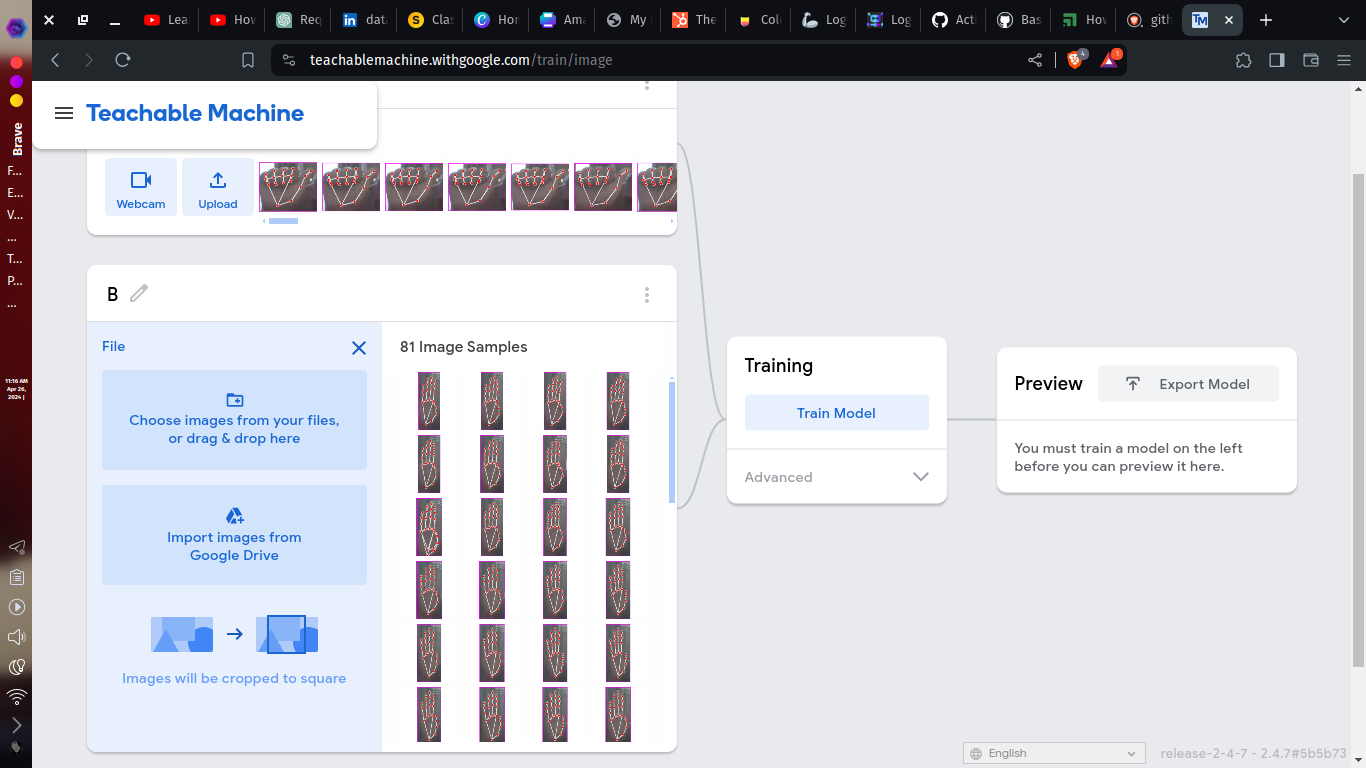 Lea
How
Req
data
Clas
Hon
Ama
My
The
Colo
Log
Log
Acti
Bas
How
gith
teachablemachine.withgoogle.com/train/image
4
1
Brave
F...
E...
V...
...
T...
P...
...
11:16 AM
Apr 26,
2024 |
Teachable Machine
Webcam
Upload
B
File
Choose images from your files,
or drag & drop here
Import images from
Google Drive
Images will be cropped to square
81 Image Samples
Training
Train Model
Advanced
Preview
Export Model
You must train a model on the left
before you can preview it here.
English
release-2-4-7 - 2.4.7#5b5b73